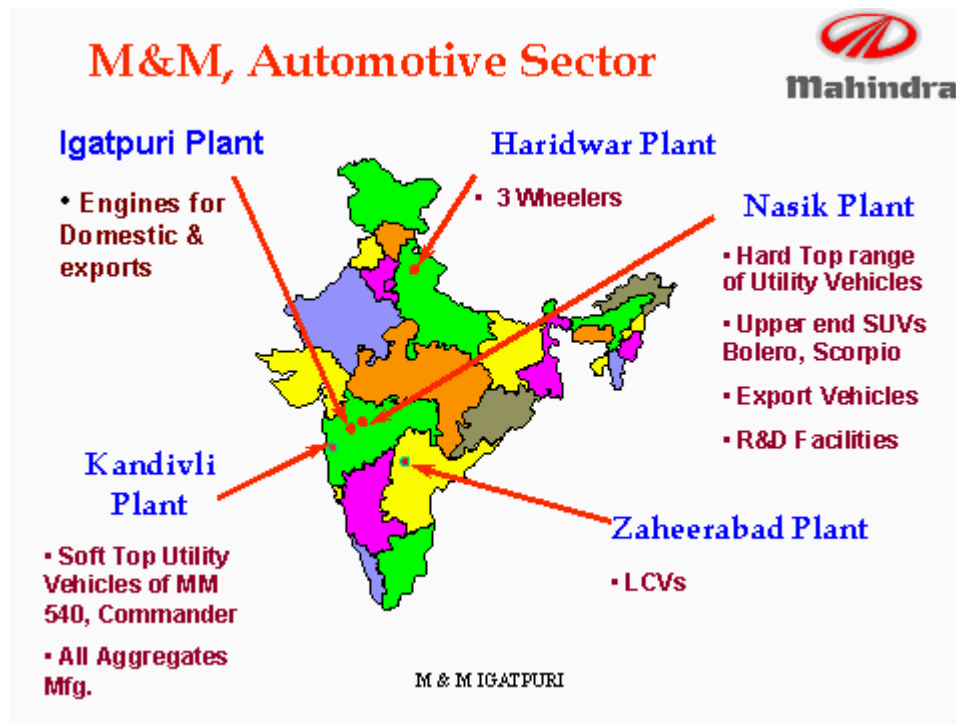 M&M, Automotive Sector
Mahindra
Igatpuri Plant
• Engines for
Domestic &
exports
Haridwar Plant
▪ 3 Wheelers
Nasik Plant
▪ Hard Top range
of Utility Vehicles
▪ Upper end SUVs
Bolero, Scorpio
▪ Export Vehicles
▪ R&D Facilities
Kandivli
Plant
▪ Soft Top Utility
Vehicles of MM
540, Commander
▪ All Aggregates
Mfg.
Zaheerabad Plant
▪ LCVs
M & M IGATPURI